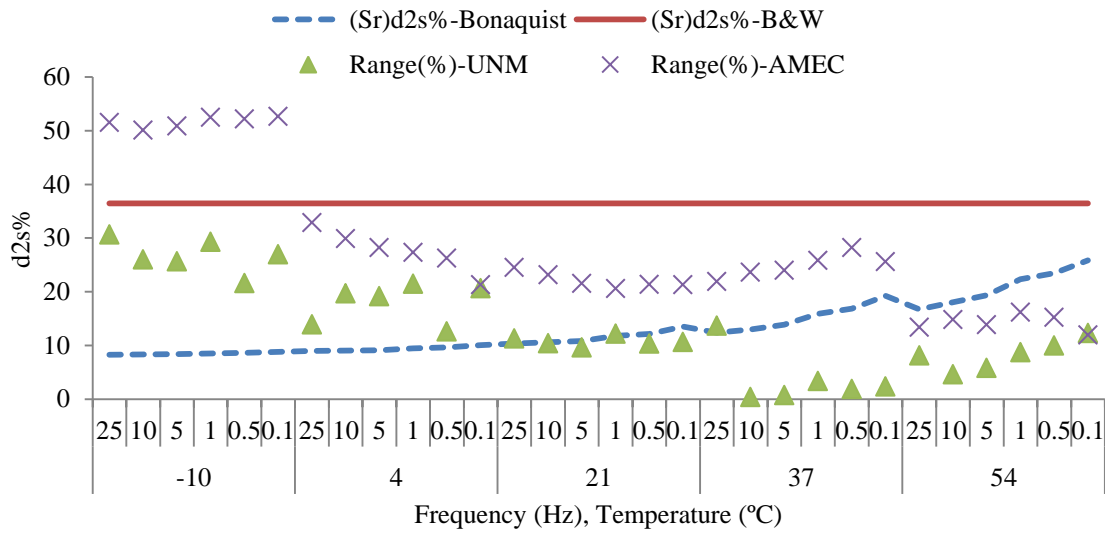 (Sr)d2s%-Bonaquist (Sr)d2s%-B&W
Range(%)-UNM Range(%)-AMEC
60
50
40
30
20
10
0
d2s%
25 10 5 1 0.5 0.1 25 10 5 1 0.5 0.1 25 10 5 1 0.5 0.1 25 10 5 1 0.5 0.1 25 10 5 1 0.5 0.1
-10 4 21 37 54
Frequency (Hz), Temperature (ºC)